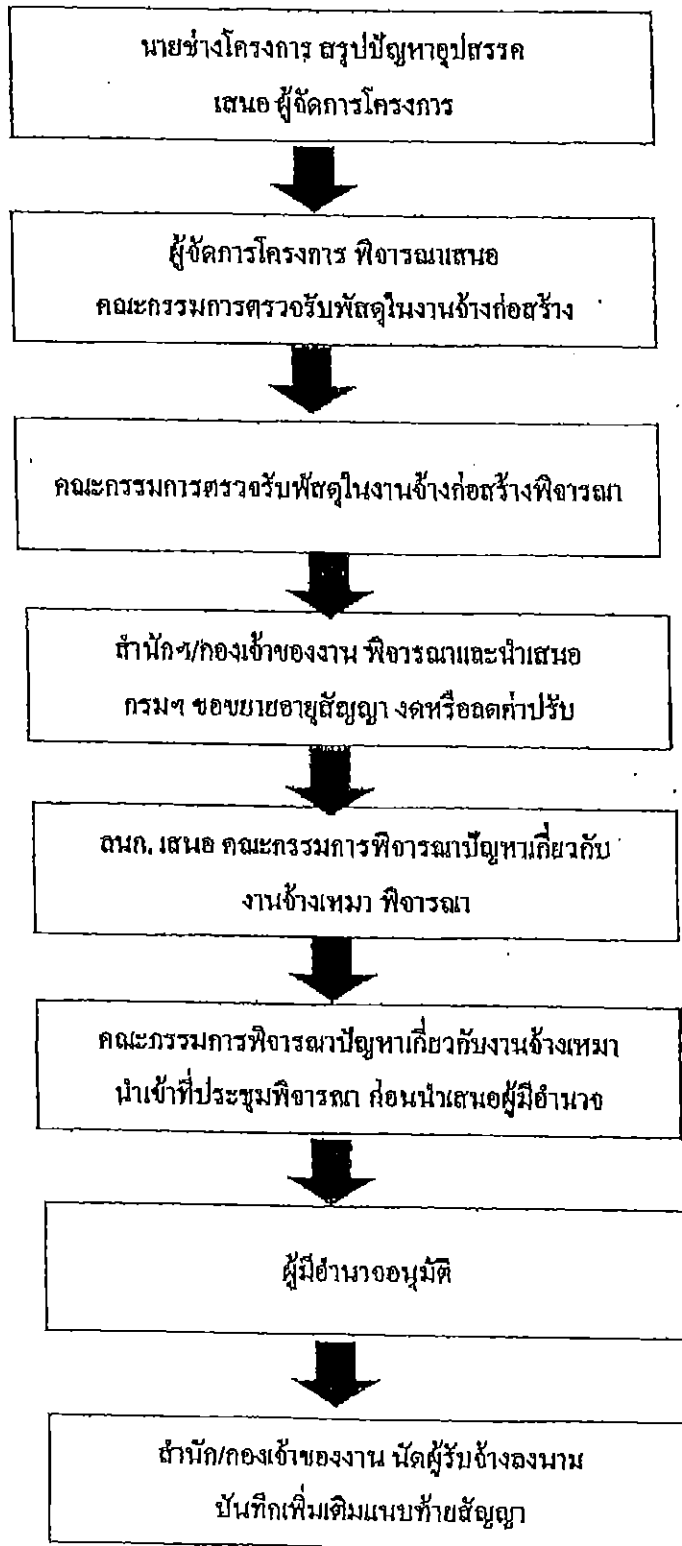 นายช่างโครงการ สรุปปัญหาอุปสรรค
เสนอ ผู้จัดการโครงการ
ผู้จัดการโครงการ พิจารณาเสนอ
คณะกรรมการตรวจรับพัสดุในงานจ้างก่อสร้าง
คณะกรรมการตรวจรับพัสดุในงานจ้างก่อสร้างพิจารณา
สำนักฯ/กองเจ้าของงาน พิจารณาและนำเสนอ
กรมฯ ขอขยายอายุสัญญา งดหรือลดค่าปรับ
ลนก. เสนอ คณะกรรมการพิจารณาปัญหาเกี่ยวกับ
งานจ้างเหมา พิจารณา
คณะกรรมการพิจารณาปัญหาเกี่ยวกับงานจ้างเหมา
นำเข้าที่ประชุมพิจารณา ก่อนนำเสนอผู้มีอำนาจ
ผู้มีอำนาจอนุมัติ
สำนัก/กองเจ้าของงาน นัดผู้รับจ้างลงนาม
บันทึกเพิ่มเติมแนบท้ายสัญญา